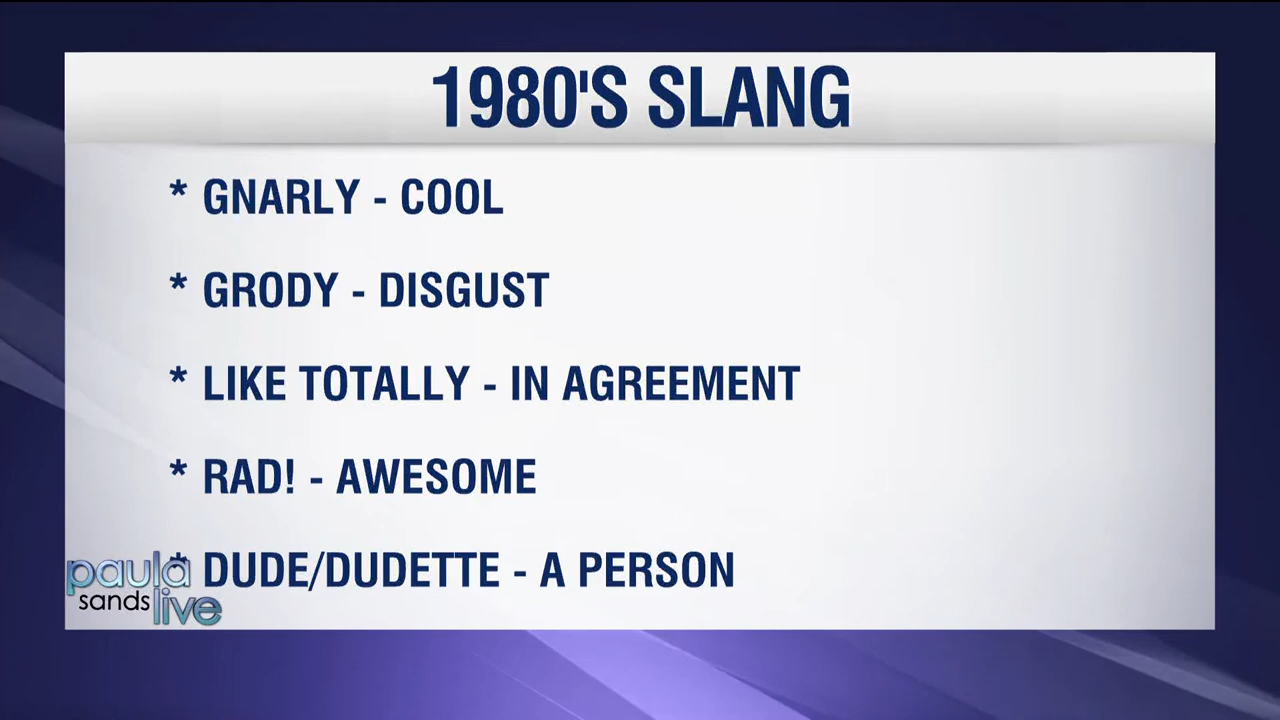 1980'S SLANG
* GNARLY - COOL
* GRODY - DISGUST
* LIKE TOTALLY - IN AGREEMENT
* RAD! - AWESOME
* DUDE/DUDETTE - A PERSON
paula
sands live